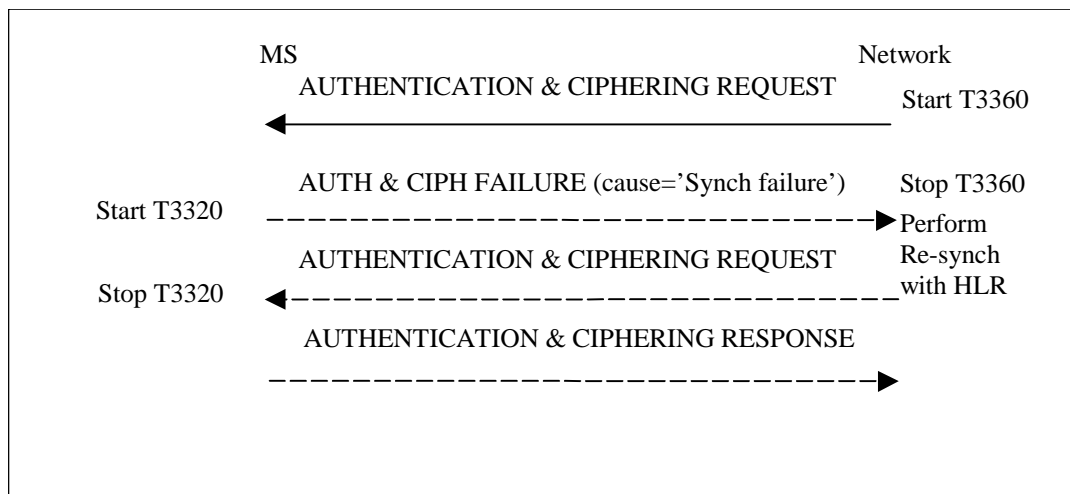 MS
Network
AUTHENTICATION & CIPHERING REQUEST
Start T3360
AUTH & CIPH FAILURE (cause=’Synch failure’)
Stop T3360
Start T3320
Perform
Re-synch
with HLR
AUTHENTICATION & CIPHERING REQUEST
Stop T3320
AUTHENTICATION & CIPHERING RESPONSE